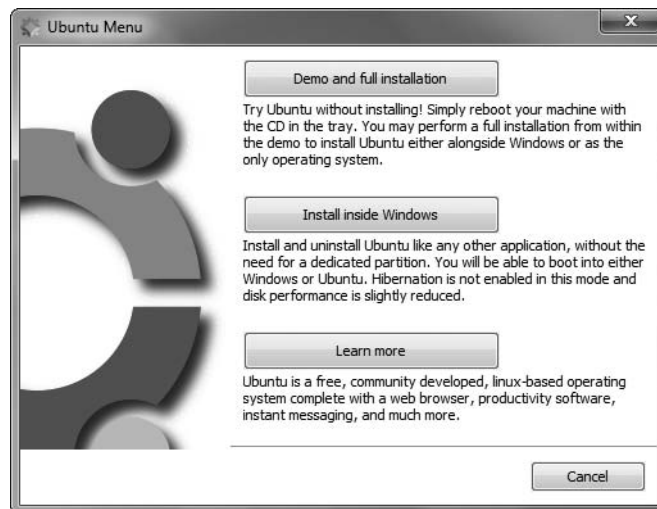 Ubuntu Menu
X
Demo and full installation
Try Ubuntu without installing! Simply reboot your machine with
the CD in the tray. You may perform a full installation from within
the demo to install Ubuntu either alongside Windows or as the
only operating system.
Install inside Windows
Install and uninstall Ubuntu like any other application, without the
need for a dedicated partition. You will be able to boot into either
Windows or Ubuntu. Hibernation is not enabled in this mode and
disk performance is slightly reduced.
Learn more
Ubuntu is a free, community developed, linux-based operating
system complete with a web browser, productivity software,
instant messaging, and much more.
Cancel